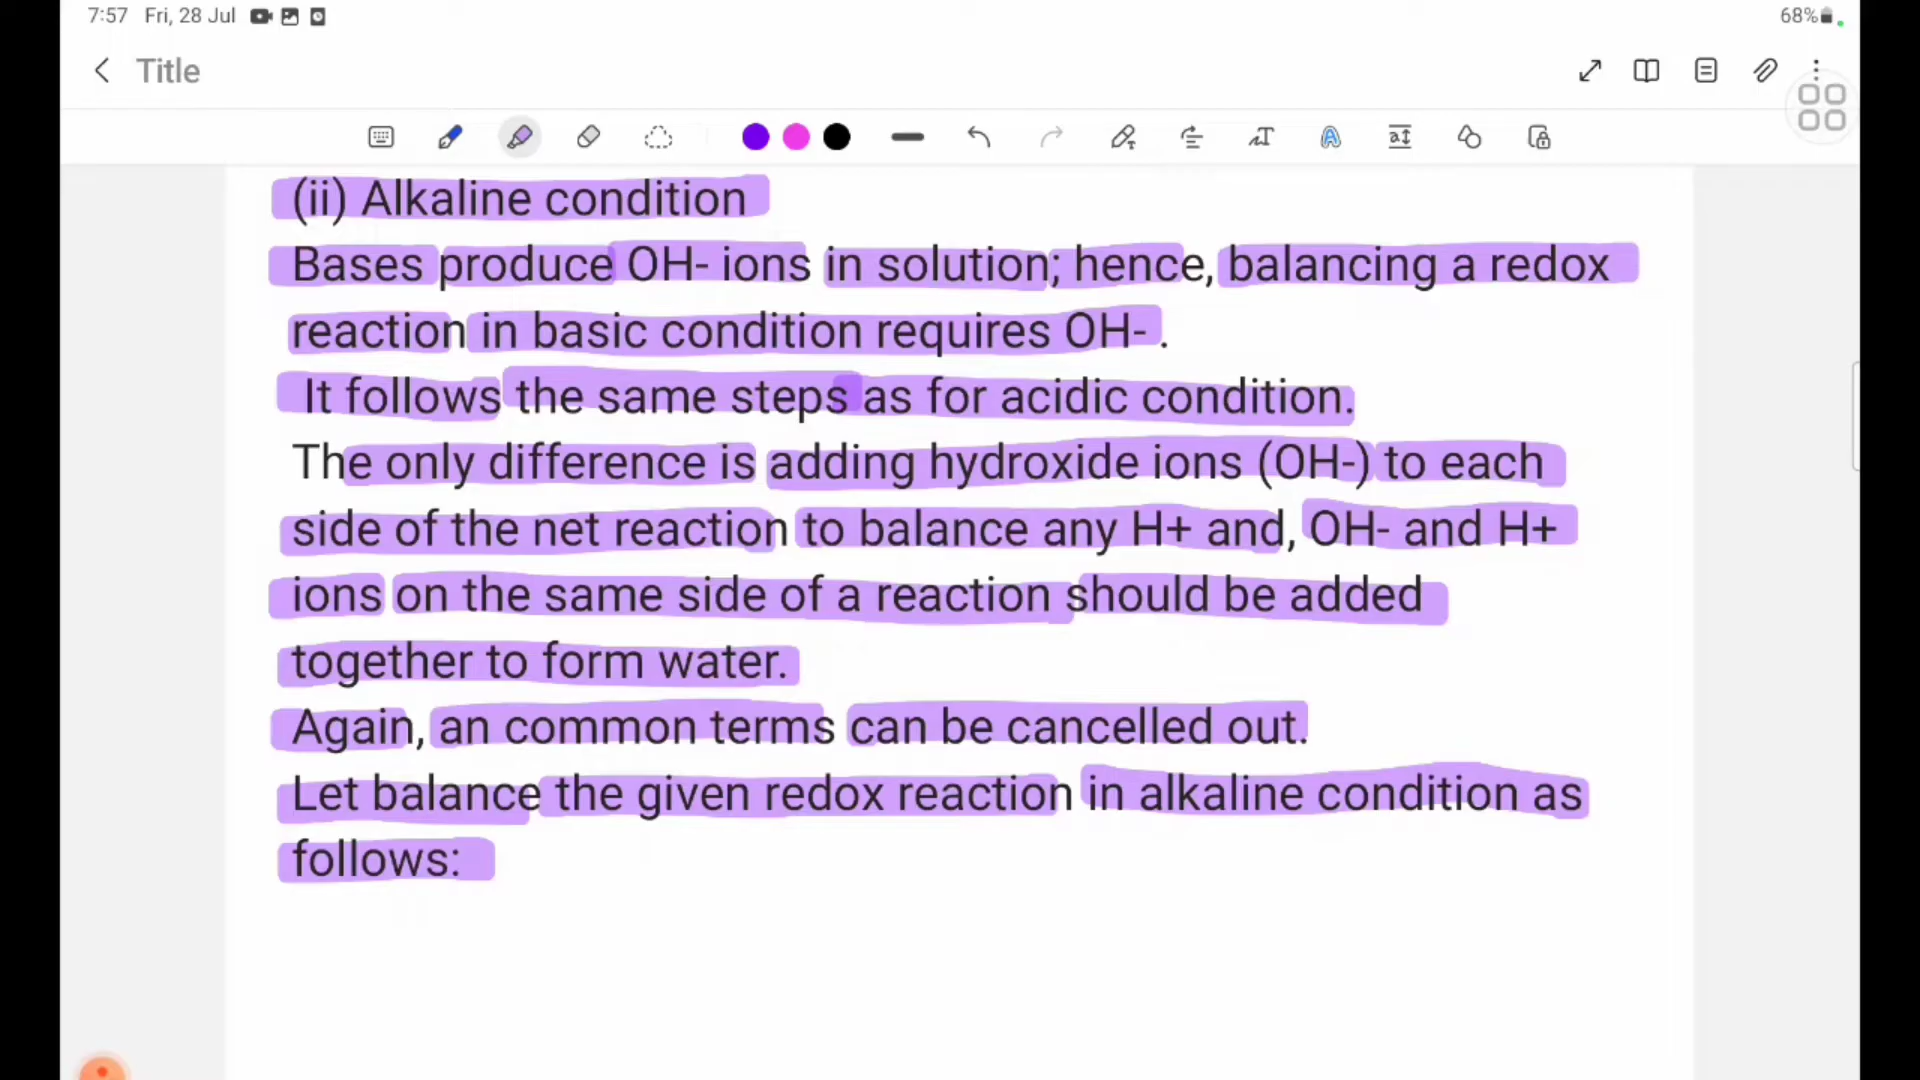 7:57 Fri, 28 Jul 68%
Title
(ii) Alkaline condition
Bases produce OH- ions in solution; hence, balancing a redox
reaction in basic condition requires OH- .
It follows the same steps as for acidic condition.
The only difference is adding hydroxide ions (OH-) to each
side of the net reaction to balance any H+ and, OH- and H+
ions on the same side of a reaction should be added
together to form water.
Again, an common terms can be cancelled out.
Let balance the given redox reaction in alkaline condition as
follows: